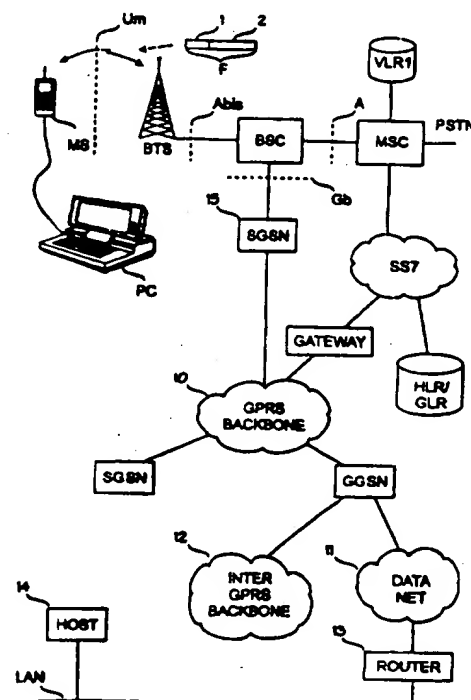 Um
1
2
F
MS
BTS
Abis
BSC
A
MSC
VLR1
PSTN
Gb
15
SGSN
PC
SS7
GATEWAY
HLR/
GLR
10
GPRS
BACKBONE
SGSN
GGSN
12
INTER
GPRS
BACKBONE
11
DATA
NET
14
HOST
13
ROUTER
LAN